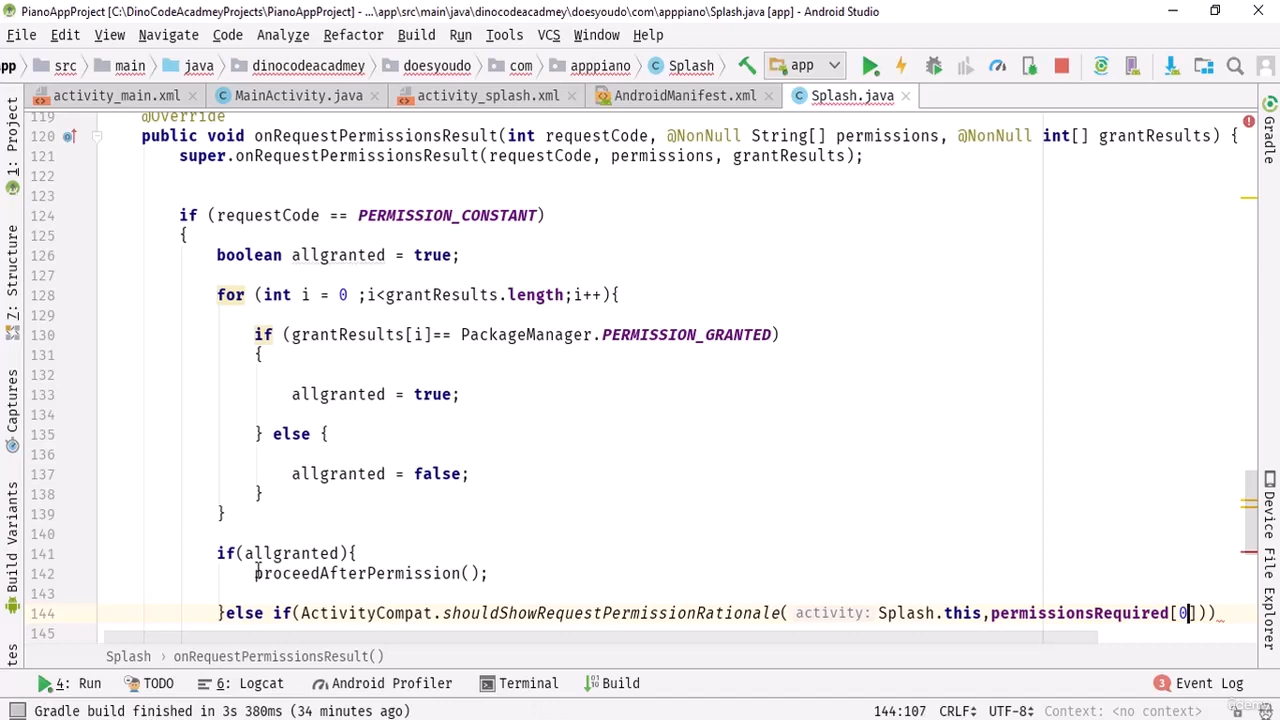 PianoAppProject [C:\DinoCodeAcadmeyProjects\PianoAppProject] - ...\app\src\main\java\dinocodeacadmey\doesyoudo\com\apppiano\Splash.java [app] - Android Studio
File Edit View Navigate Code Analyze Refactor Build Run Tools VCS Window Help
app src main java dinocodeacadmey doesyoudo com apppiano Splash app
activity_main.xml MainActivity.java activity_splash.xml AndroidManifest.xml Splash.java
119 @Override
120 public void onRequestPermissionsResult(int requestCode, @NonNull String[] permissions, @NonNull int[] grantResults) {
121 super.onRequestPermissionsResult(requestCode, permissions, grantResults);
122
123
124 if (requestCode == PERMISSION_CONSTANT)
125 {
126 boolean allgranted = true;
127
128 for (int i = 0 ;i<grantResults.length;i++){
129
130 if (grantResults[i]== PackageManager.PERMISSION_GRANTED)
131 {
132
133 allgranted = true;
134
135 } else {
136
137 allgranted = false;
138 }
139 }
140
141 if(allgranted){
142 proceedAfterPermission();
143
144 }else if(ActivityCompat.shouldShowRequestPermissionRationale( activity: Splash.this,permissionsRequired[0]))
145
Splash › onRequestPermissionsResult()
4: Run TODO 6: Logcat Android Profiler Terminal Build 3 Event Log
Gradle build finished in 3s 380ms (34 minutes ago) 144:107 CRLF÷ UTF-8÷ Context: <no context>
1: Project
Z: Structure
Captures
Build Variants
Gradle
Device File Explorer